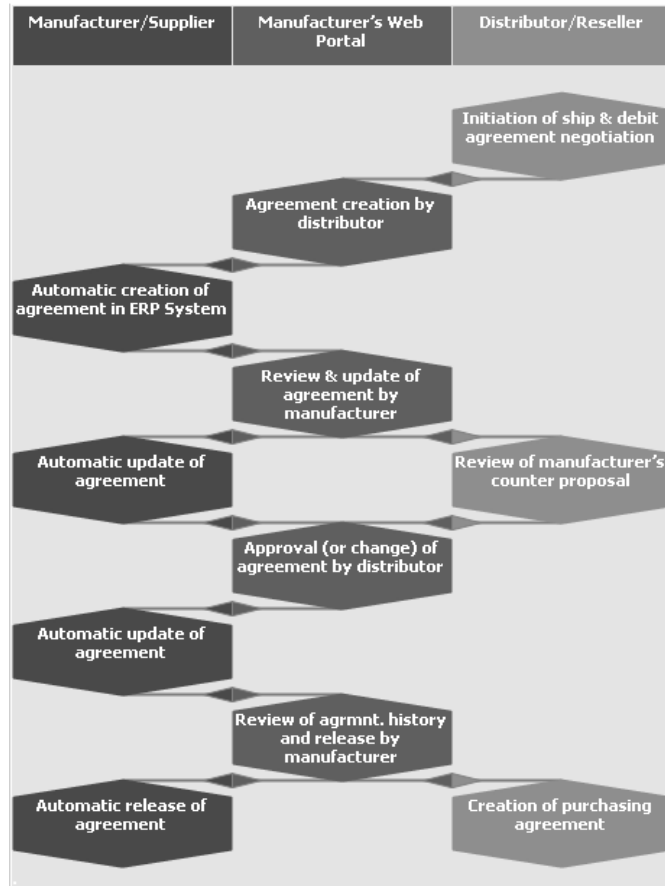 Manufacturer/Supplier
Manufacturer's Web
Portal
Distributor/Reseller
Initiation of ship & debit
agreement negotiation
Agreement creation by
distributor
Automatic creation of
agreement in ERP System
Review & update of
agreement by
manufacturer
Automatic update of
agreement
Review of manufacturer's
counter proposal
Approval (or change) of
agreement by distributor
Automatic update of
agreement
Review of agrmnt. history
and release by
manufacturer
Automatic release of
agreement
Creation of purchasing
agreement